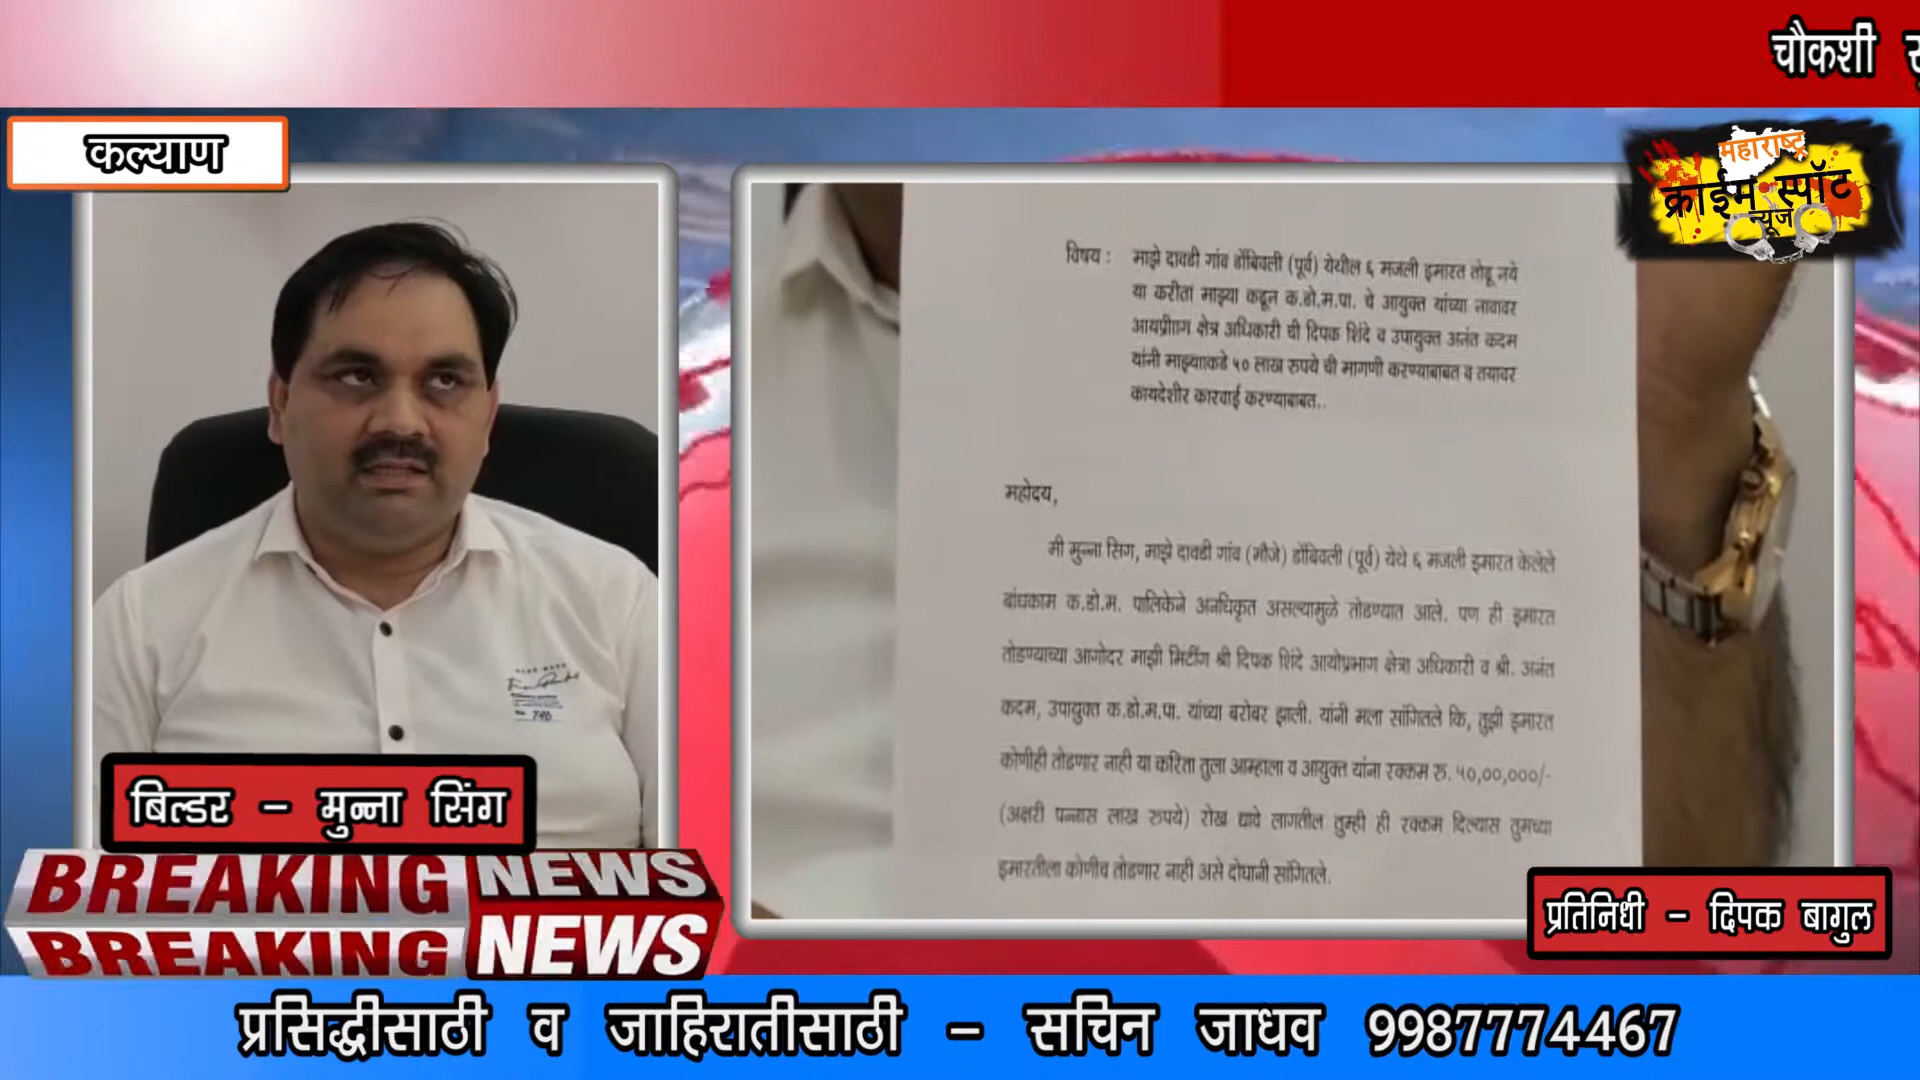 चौकशी
कल्याण
महाराष्ट्र
क्राईम स्पॉट
न्यूज
विषय : माझे दावडी गांव डोंबिवली (पूर्व) येथील ६ मजली इमारत तोडू नये
या करीता माझ्या कडून क.डो.म.पा. चे आयुक्त यांच्या नावावर
आयप्रीााग क्षेत्र अधिकारी ची दिपक शिंदे व उपायुक्त अनंत कदम
यांनी माझ्यााकडे ५० लाख रुपये ची मागणी करण्याबाबत व तयावर
कायदेशीर कारवाई करण्याबाबत..
महोदय,
मी मुन्ना सिंग, माझे दावडी गांव (मौजे) डोंबिवली (पूर्व) येथे ६ मजली इमारत केलेले
बांधकाम क.डो.म. पालिकेने अनधिकृत असल्यामुळे तोडण्यात आले. पण ही इमारत
तोडण्याच्या आगोदर माझी मिटींग श्री दिपक शिंदे आयोप्रभाग क्षेत्रा अधिकारी व श्री. अनंत
कदम, उपायुक्त क.डो.म.पा. यांच्या बरोबर झाली. यांनी मला सांगितले कि, तुझी इमारत
कोणीही तोडणार नाही या करिता तुला आम्हाला व आयुक्त यांना रक्कम रु. ५०,००,०००/-
(अक्षरी पन्नास लाख रुपये) रोख द्यावे लागतील तुम्ही ही रक्कम दिल्यास तुमच्या
इमारतीला कोणीच तोडणार नाही असे दोघांनी सांगितले.
बिल्डर - मुन्ना सिंग
BREAKING NEWS
BREAKING NEWS
प्रतिनिधी - दिपक बागुल
प्रसिद्धीसाठी व जाहिरातीसाठी - सचिन जाधव 9987774467